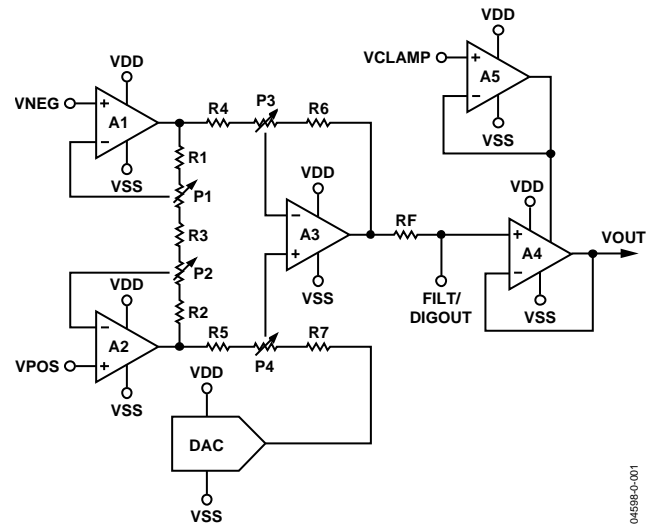 VDD
VCLAMP
+
A5
−
VSS
VDD
VNEG
+
A1
−
VSS
R4
P3
R6
R1
P1
R3
P2
R2
VDD
−
A3
+
VSS
RF
FILT/
DIGOUT
VDD
+
A4
−
VSS
VOUT
VDD
−
A2
VPOS
+
VSS
R5
P4
R7
VDD
DAC
VSS
04598-0-001